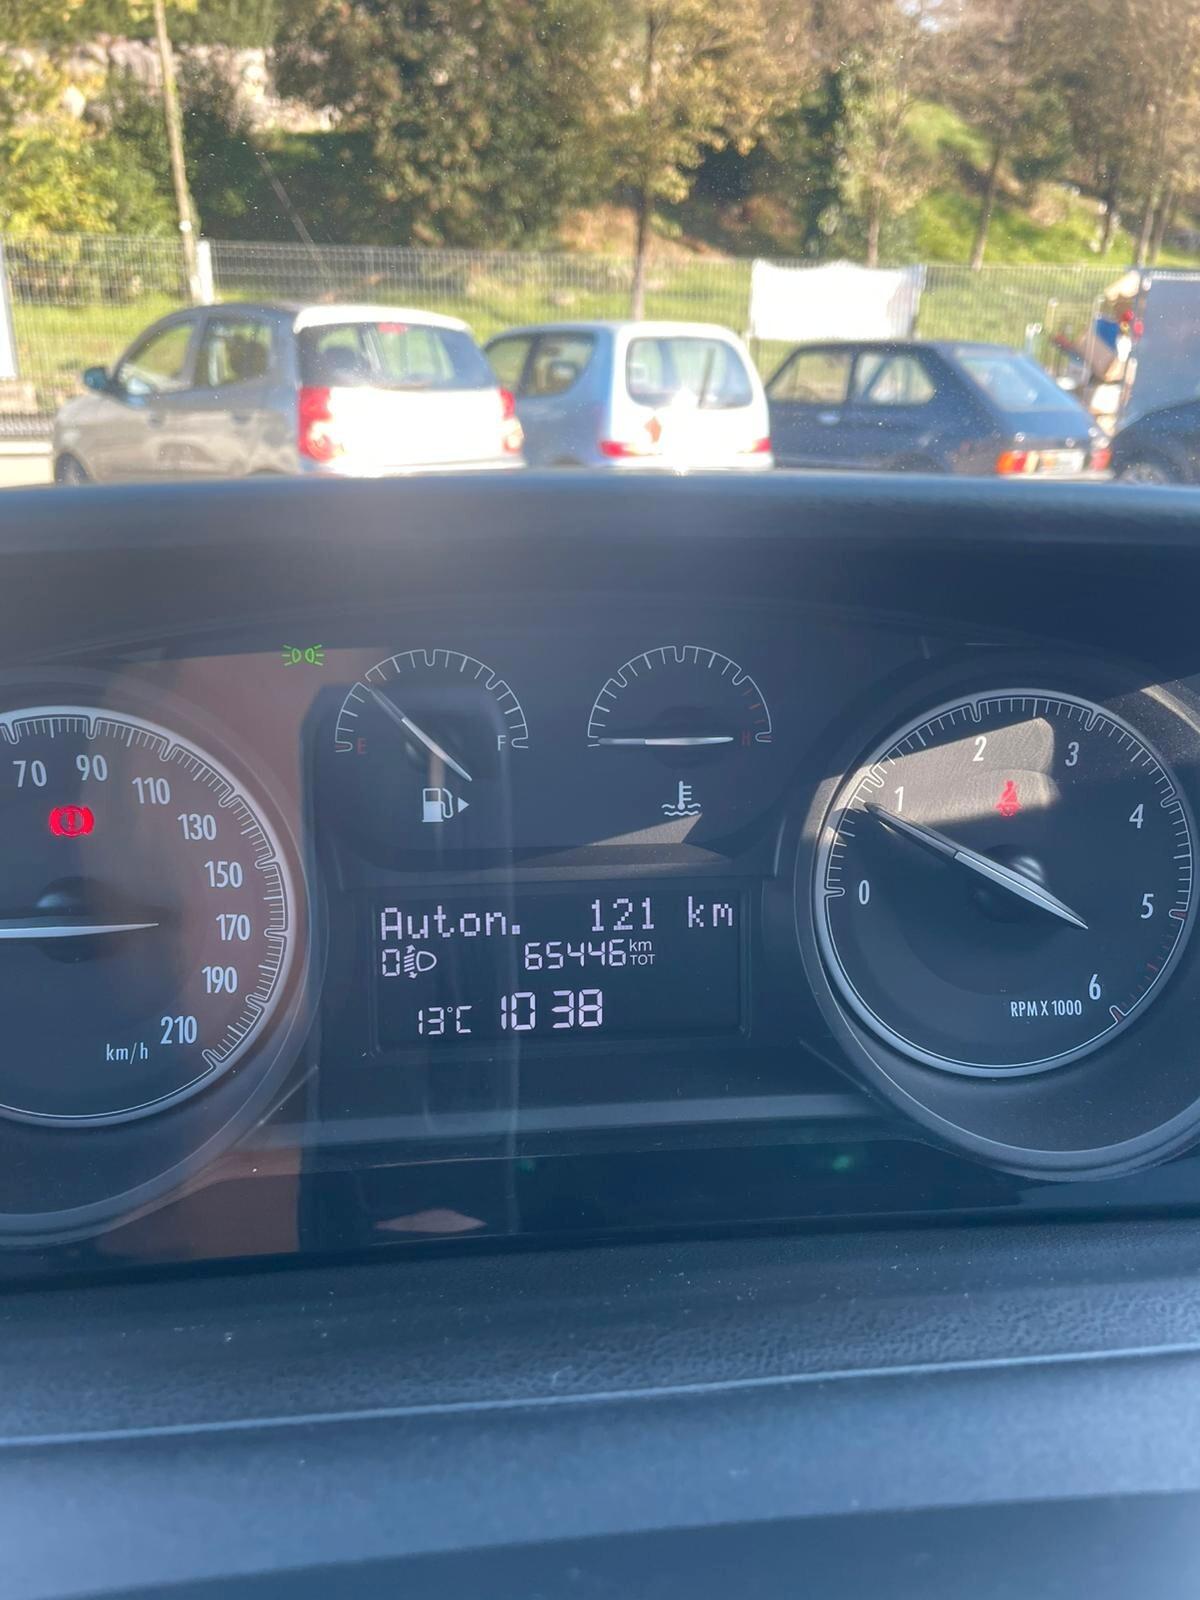 70 90 110 130 150 170 190 210
km/h
E F
H
0 1 2 3 4 5 6
RPM X 1000
Auton. 121 km
0 65446 km TOT
13°C 10 38